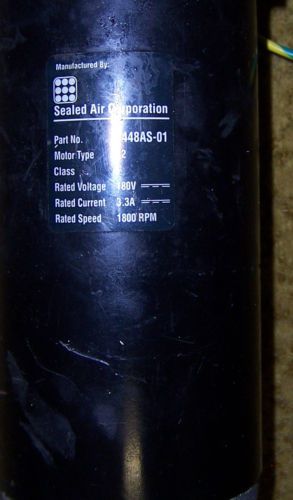 Manufactured By:
Sealed Air Corporation
Part No. 448AS-01
Motor Type 2
Class
Rated Voltage 180V
Rated Current 3.3A
Rated Speed 1800 RPM